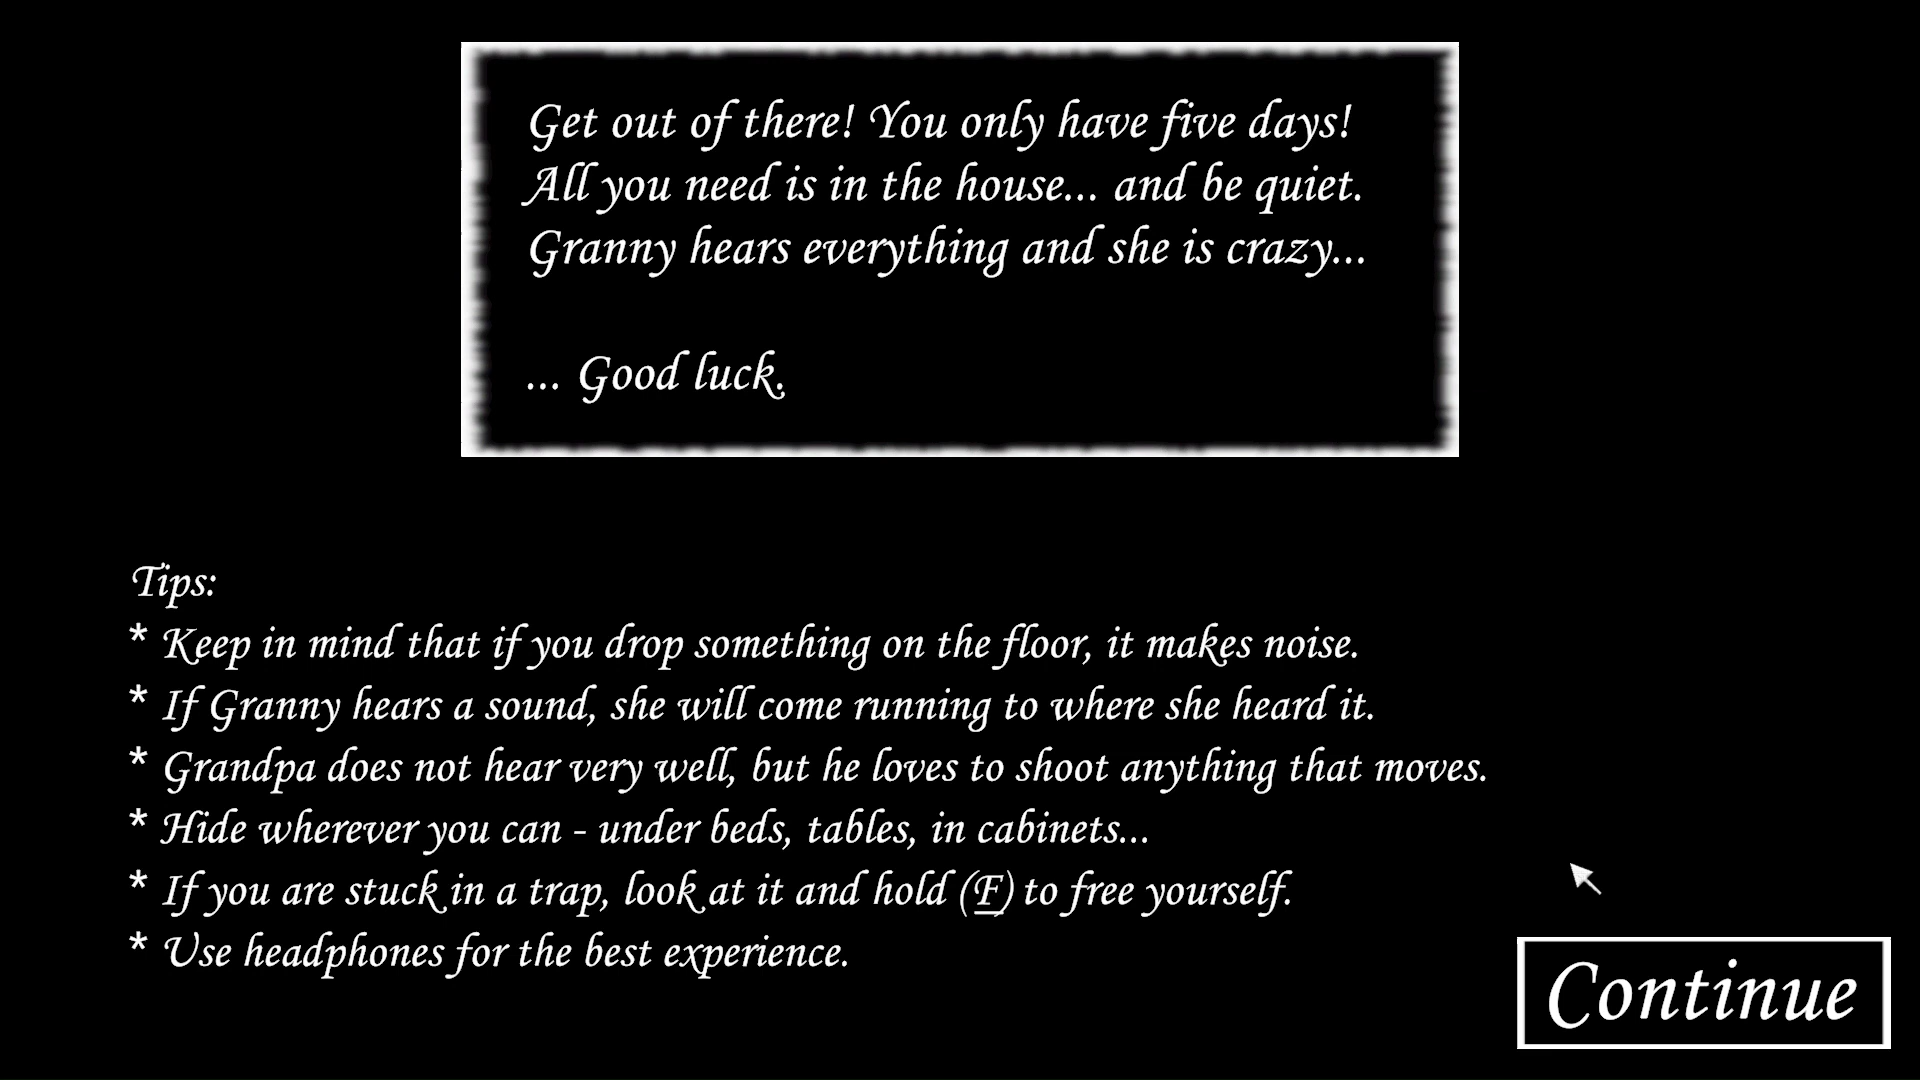 Get out of there! You only have five days!
All you need is in the house... and be quiet.
Granny hears everything and she is crazy...
... Good luck.
Tips:
* Keep in mind that if you drop something on the floor, it makes noise.
* If Granny hears a sound, she will come running to where she heard it.
* Grandpa does not hear very well, but he loves to shoot anything that moves.
* Hide wherever you can - under beds, tables, in cabinets...
* If you are stuck in a trap, look at it and hold (F) to free yourself.
* Use headphones for the best experience.
Continue